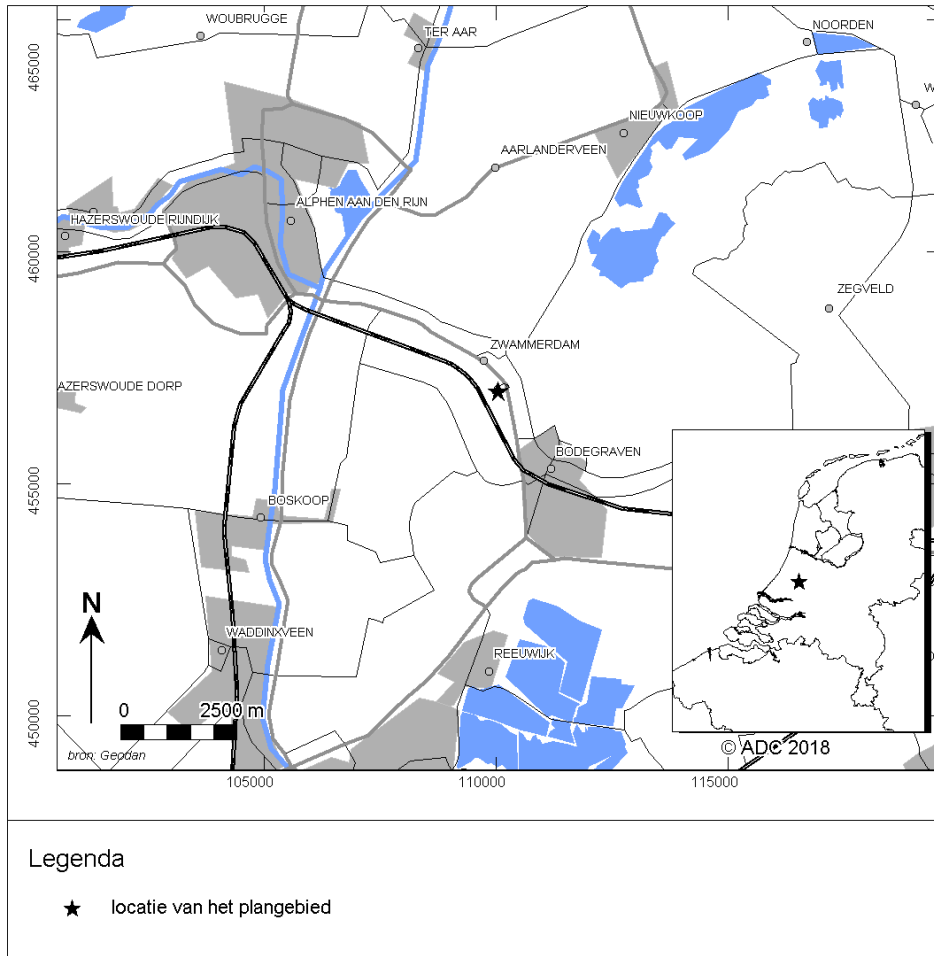 WOUBRUGGE
TER AAR
NOORDEN
465000
W
NIEUWKOOP
AARLANDERVEEN
ALPHEN AAN DEN RIJN
HAZERSWOUDE RIJNDIJK
460000
ZEGVELD
ZWAMMERDAM
AZERSWOUDE DORP
BODEGRAVEN
455000
BOSKOOP
N
WADDINXVEEN
REEUWIJK
0 2500 m
450000
bron: Geodan
© ADC 2018
105000 110000 115000
Legenda
locatie van het plangebied